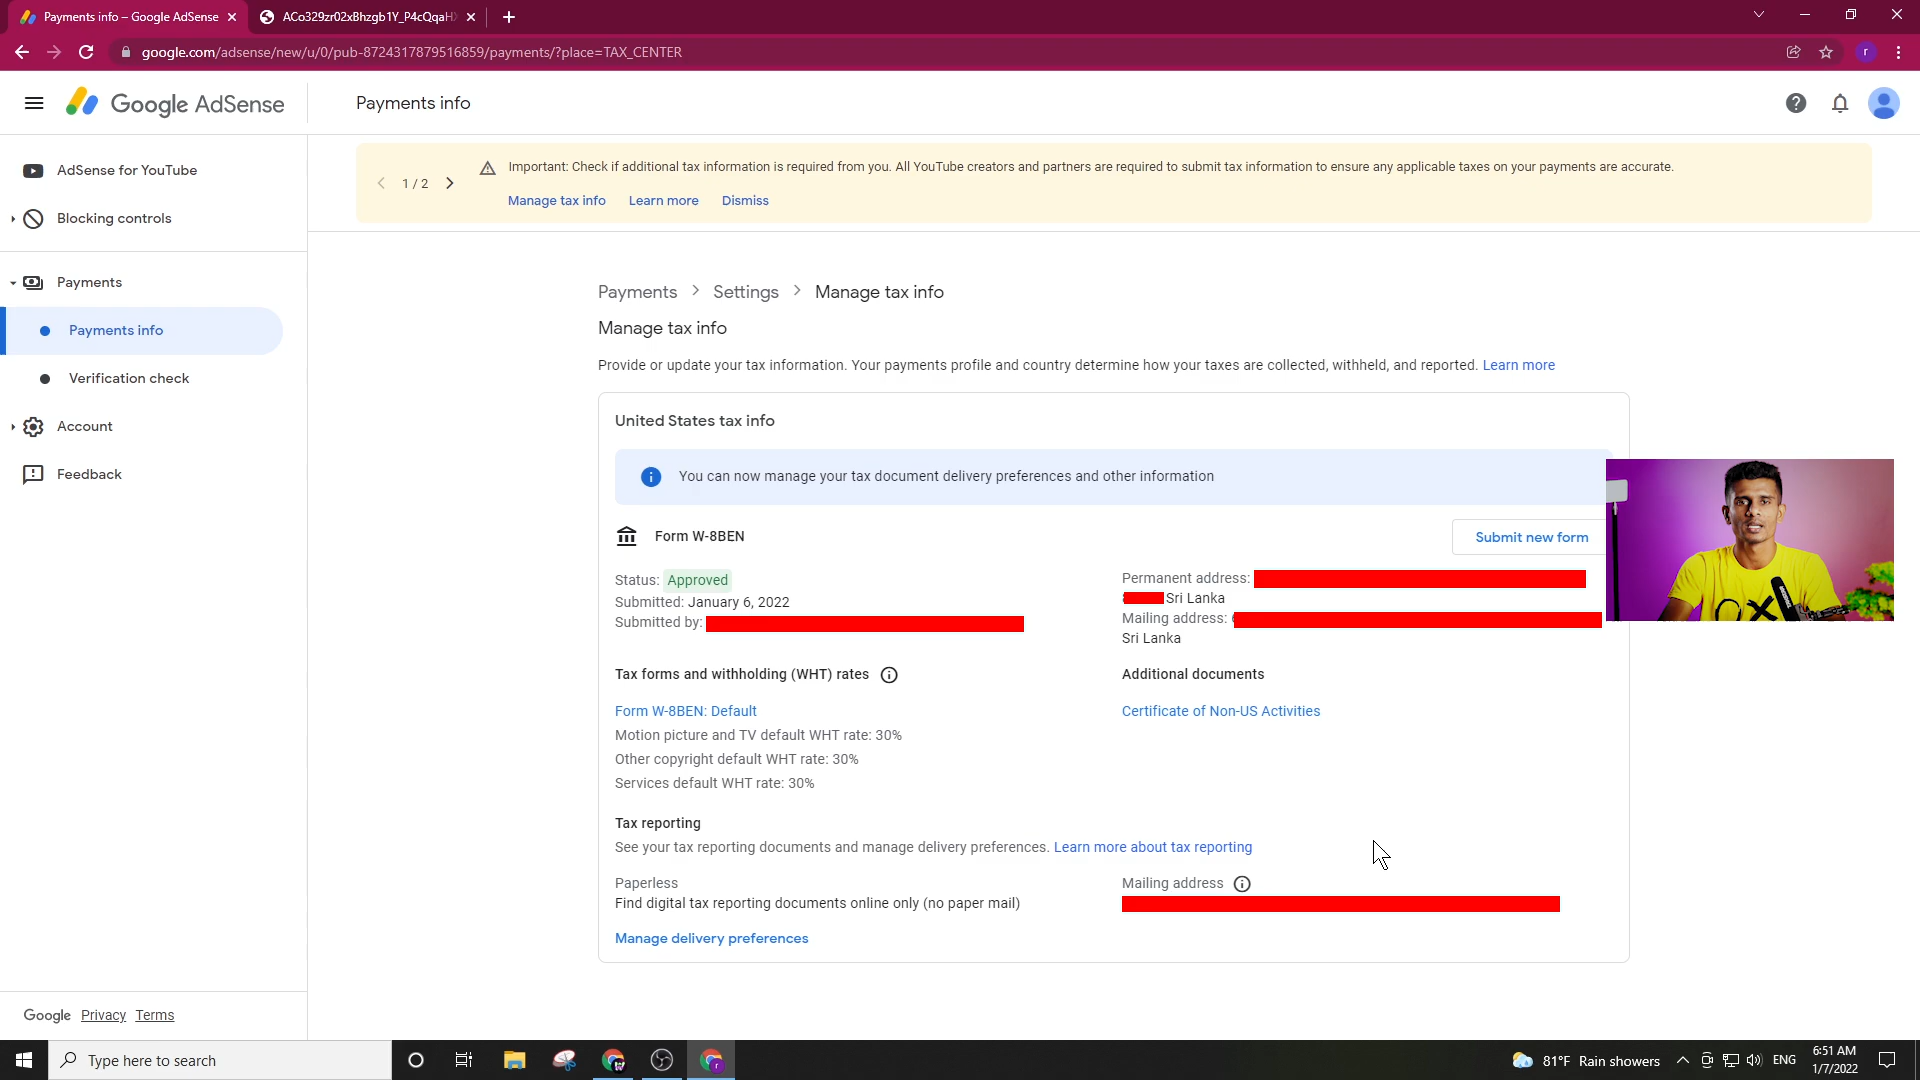 Payments info – Google AdSense
ACo329zr02xBhzgb1Y_P4cQqaH
google.com/adsense/new/u/0/pub-8724317879516859/payments/?place=TAX_CENTER
r
Google AdSense
Payments info
AdSense for YouTube
Blocking controls
Payments
Payments info
Verification check
Account
Feedback
1 / 2
Important: Check if additional tax information is required from you. All YouTube creators and partners are required to submit tax information to ensure any applicable taxes on your payments are accurate.
Manage tax info Learn more Dismiss
Payments > Settings > Manage tax info
Manage tax info
Provide or update your tax information. Your payments profile and country determine how your taxes are collected, withheld, and reported. Learn more
United States tax info
You can now manage your tax document delivery preferences and other information
Form W-8BEN
Submit new form
Status: Approved
Submitted: January 6, 2022
Submitted by:
Permanent address:
Sri Lanka
Mailing address:
Sri Lanka
Tax forms and withholding (WHT) rates
Form W-8BEN: Default
Motion picture and TV default WHT rate: 30%
Other copyright default WHT rate: 30%
Services default WHT rate: 30%
Additional documents
Certificate of Non-US Activities
Tax reporting
See your tax reporting documents and manage delivery preferences. Learn more about tax reporting
Paperless
Find digital tax reporting documents online only (no paper mail)
Mailing address
Manage delivery preferences
Google Privacy Terms
Type here to search
81°F Rain showers
ENG
6:51 AM
1/7/2022